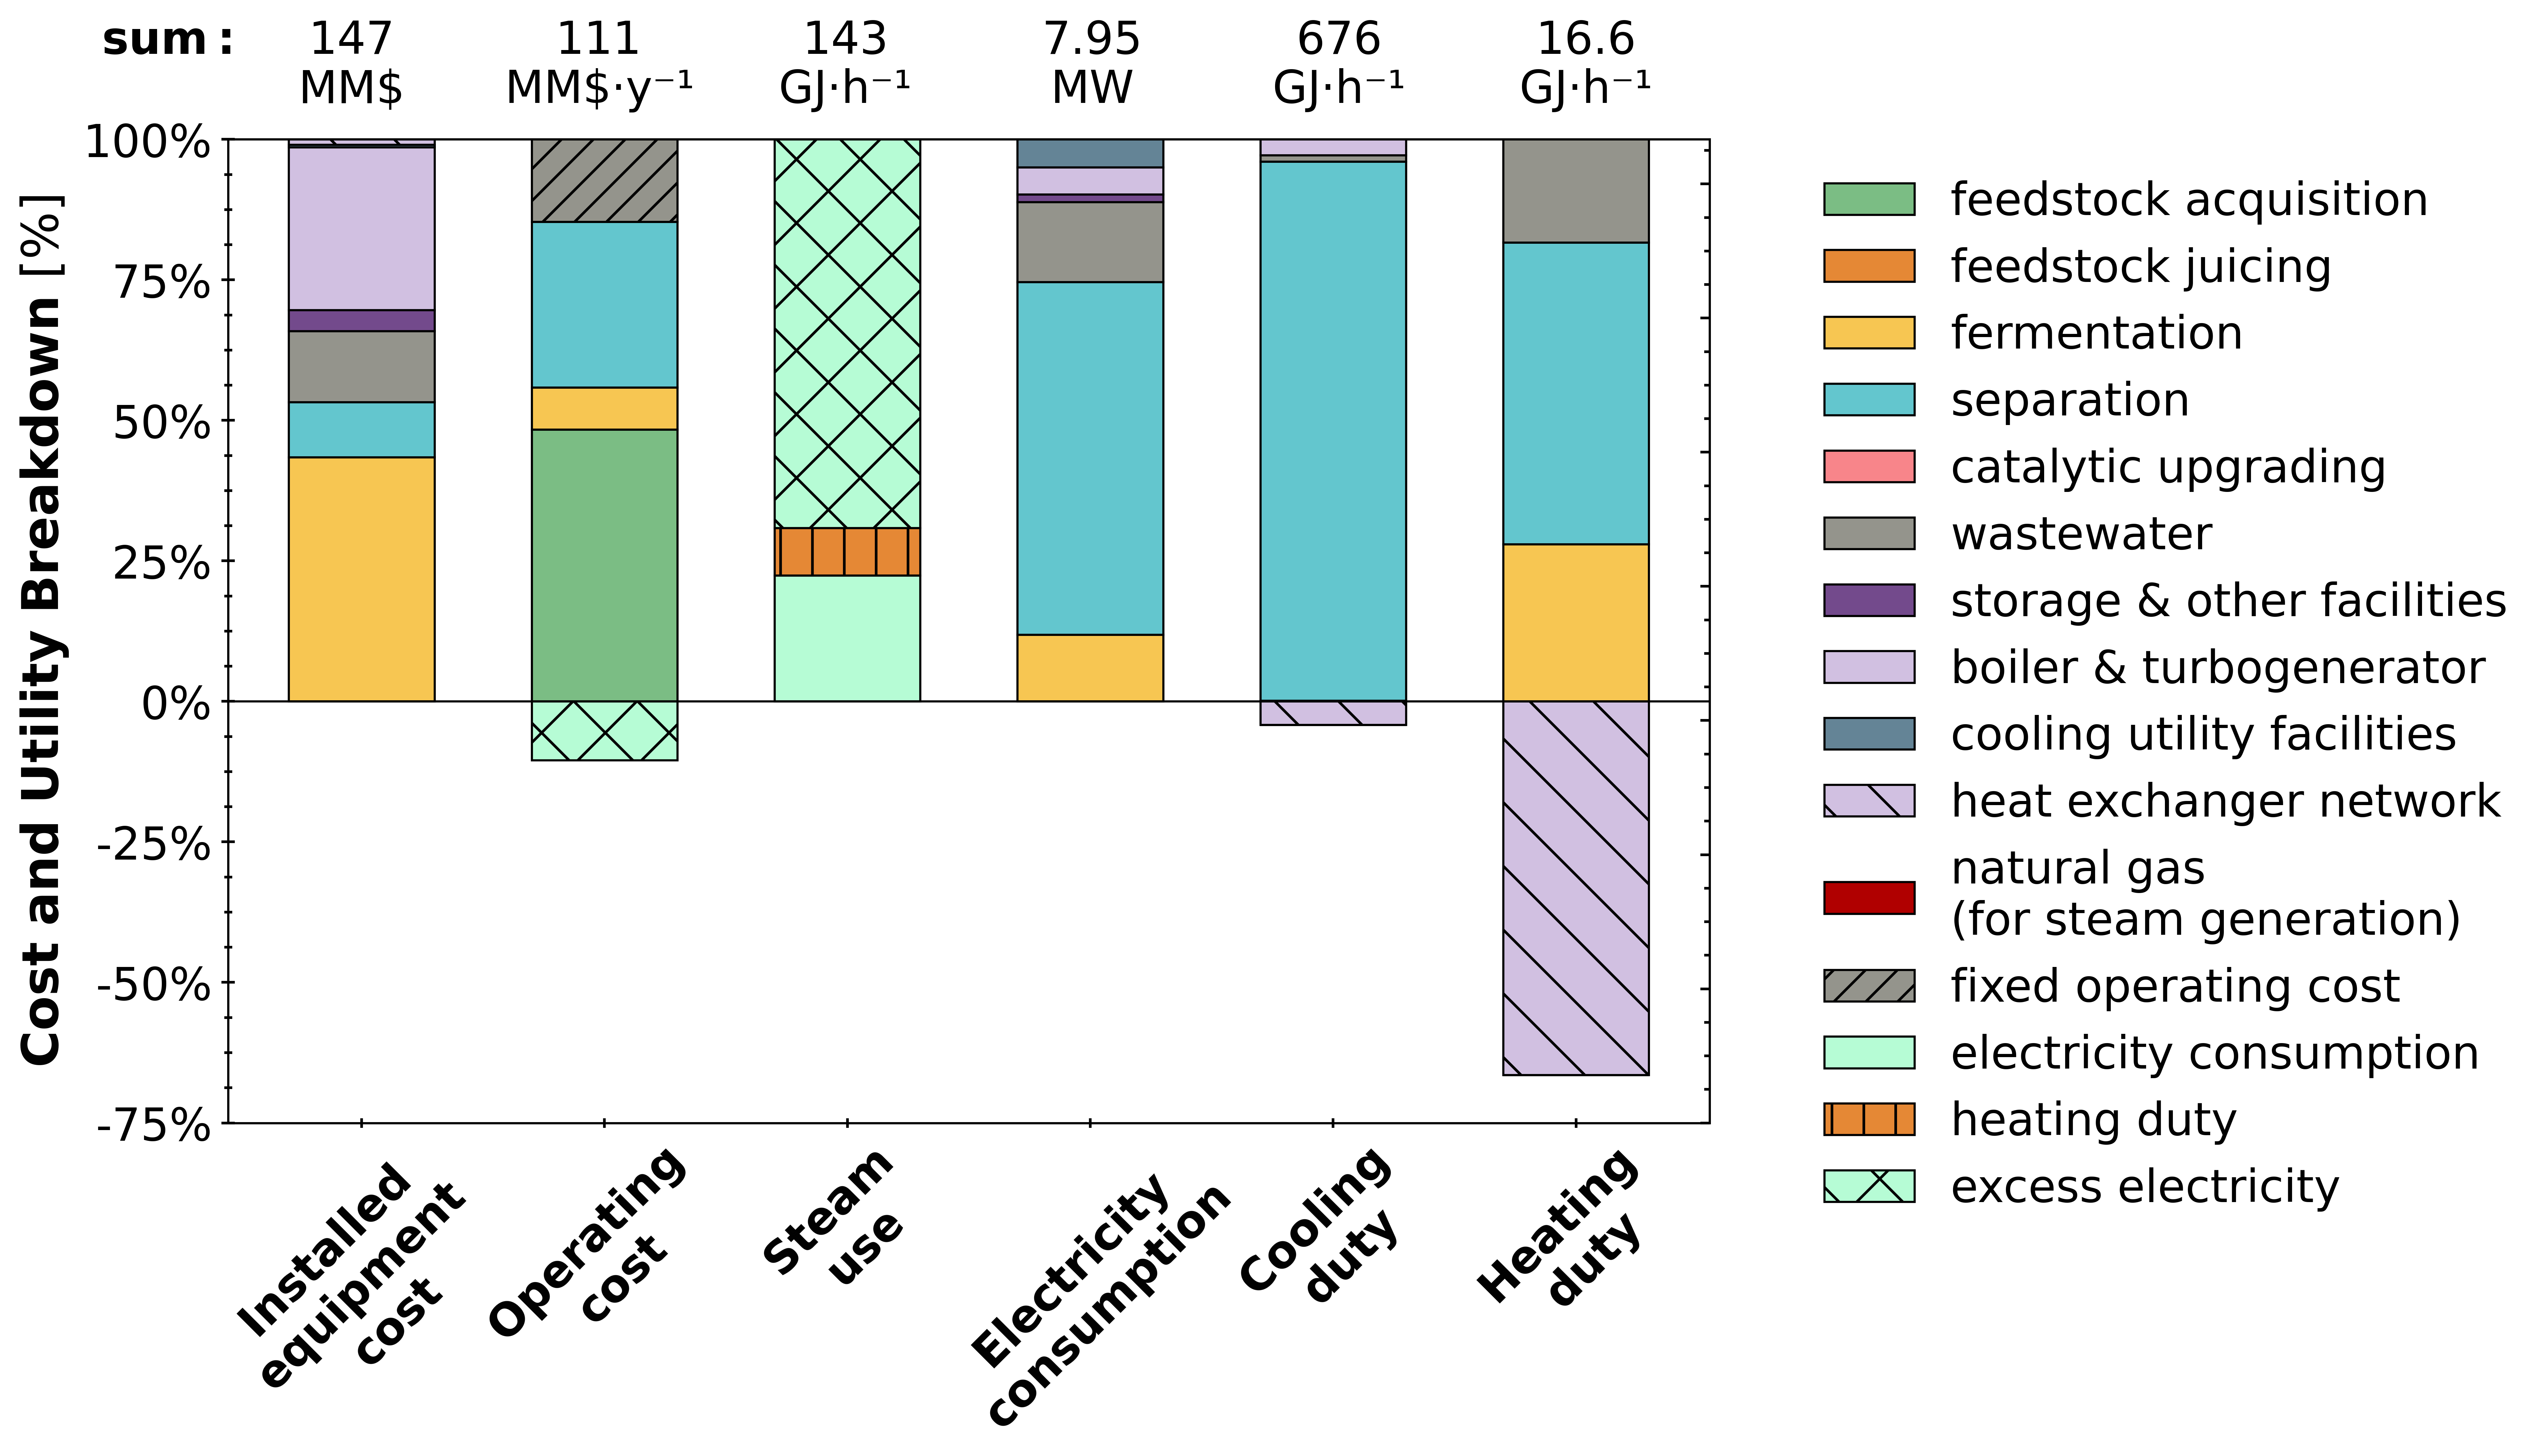 sum: 147 111 143 7.95 676 16.6
MM$ MM$·y⁻¹ GJ·h⁻¹ MW GJ·h⁻¹ GJ·h⁻¹
Cost and Utility Breakdown [%]
100%
75%
50%
25%
0%
-25%
-50%
-75%
Installed
equipment
cost
Operating
cost
Steam
use
Electricity
consumption
Cooling
duty
Heating
duty
feedstock acquisition
feedstock juicing
fermentation
separation
catalytic upgrading
wastewater
storage & other facilities
boiler & turbogenerator
cooling utility facilities
heat exchanger network
natural gas
(for steam generation)
fixed operating cost
electricity consumption
heating duty
excess electricity